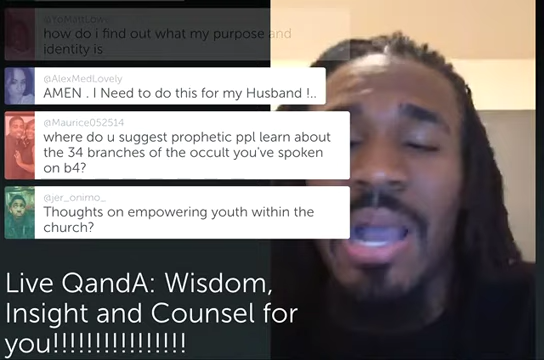 @ToMattLowy
how do i find out what my purpose and
identity is
@AlexMedLovely
AMEN . I Need to do this for my Husband !..
@Maurice052514
where do u suggest prophetic ppl learn about
the 34 branches of the occult you've spoken
on b4?
@jer_onimo_
Thoughts on empowering youth within the
church?
Live QandA: Wisdom,
Insight and Counsel for
you!!!!!!!!!!!!!!!!